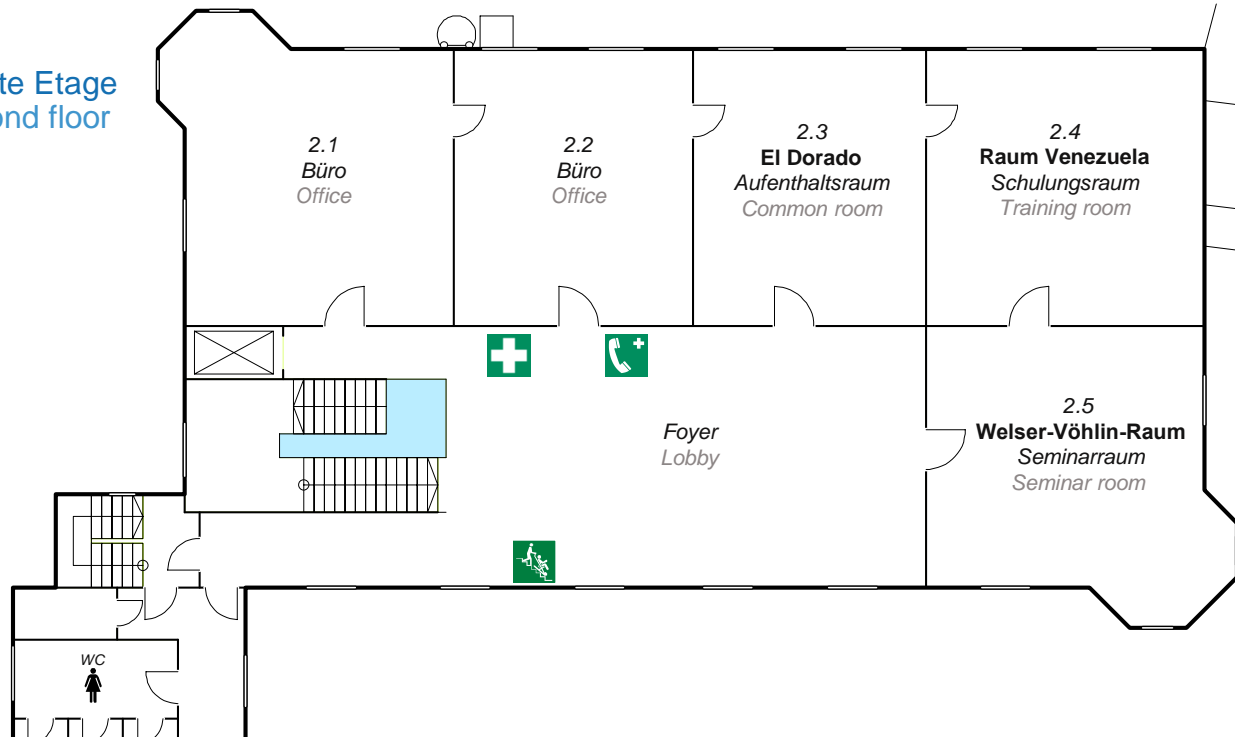 te Etage
ond floor
2.1
Büro
Office
2.2
Büro
Office
2.3
El Dorado
Aufenthaltsraum
Common room
2.4
Raum Venezuela
Schulungsraum
Training room
Foyer
Lobby
2.5
Welser-Vöhlin-Raum
Seminarraum
Seminar room
WC